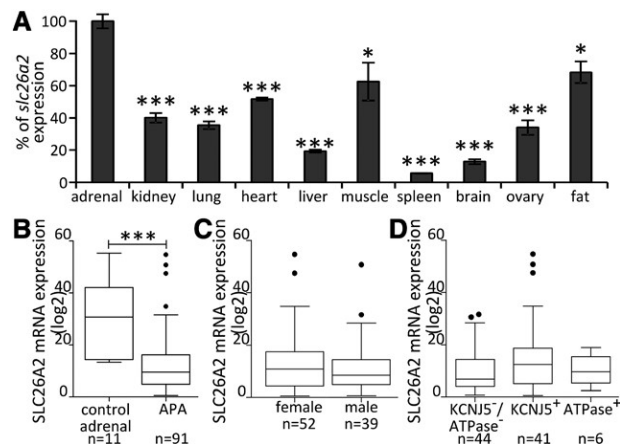 A
% of slc26a2
expression
100
80
60
40
20
0
***
***
***
***
*
***
***
***
*
adrenal kidney lung heart liver muscle spleen brain ovary fat
B
SLC26A2 mRNA expression
(log2)
60
40
20
0
***
control
adrenal
n=11
APA
n=91
C
SLC26A2 mRNA expression
(log2)
60
40
20
0
female
n=52
male
n=39
D
SLC26A2 mRNA expression
(log2)
60
40
20
0
KCNJ5⁻/
ATPase⁻
n=44
KCNJ5⁺
n=41
ATPase⁺
n=6